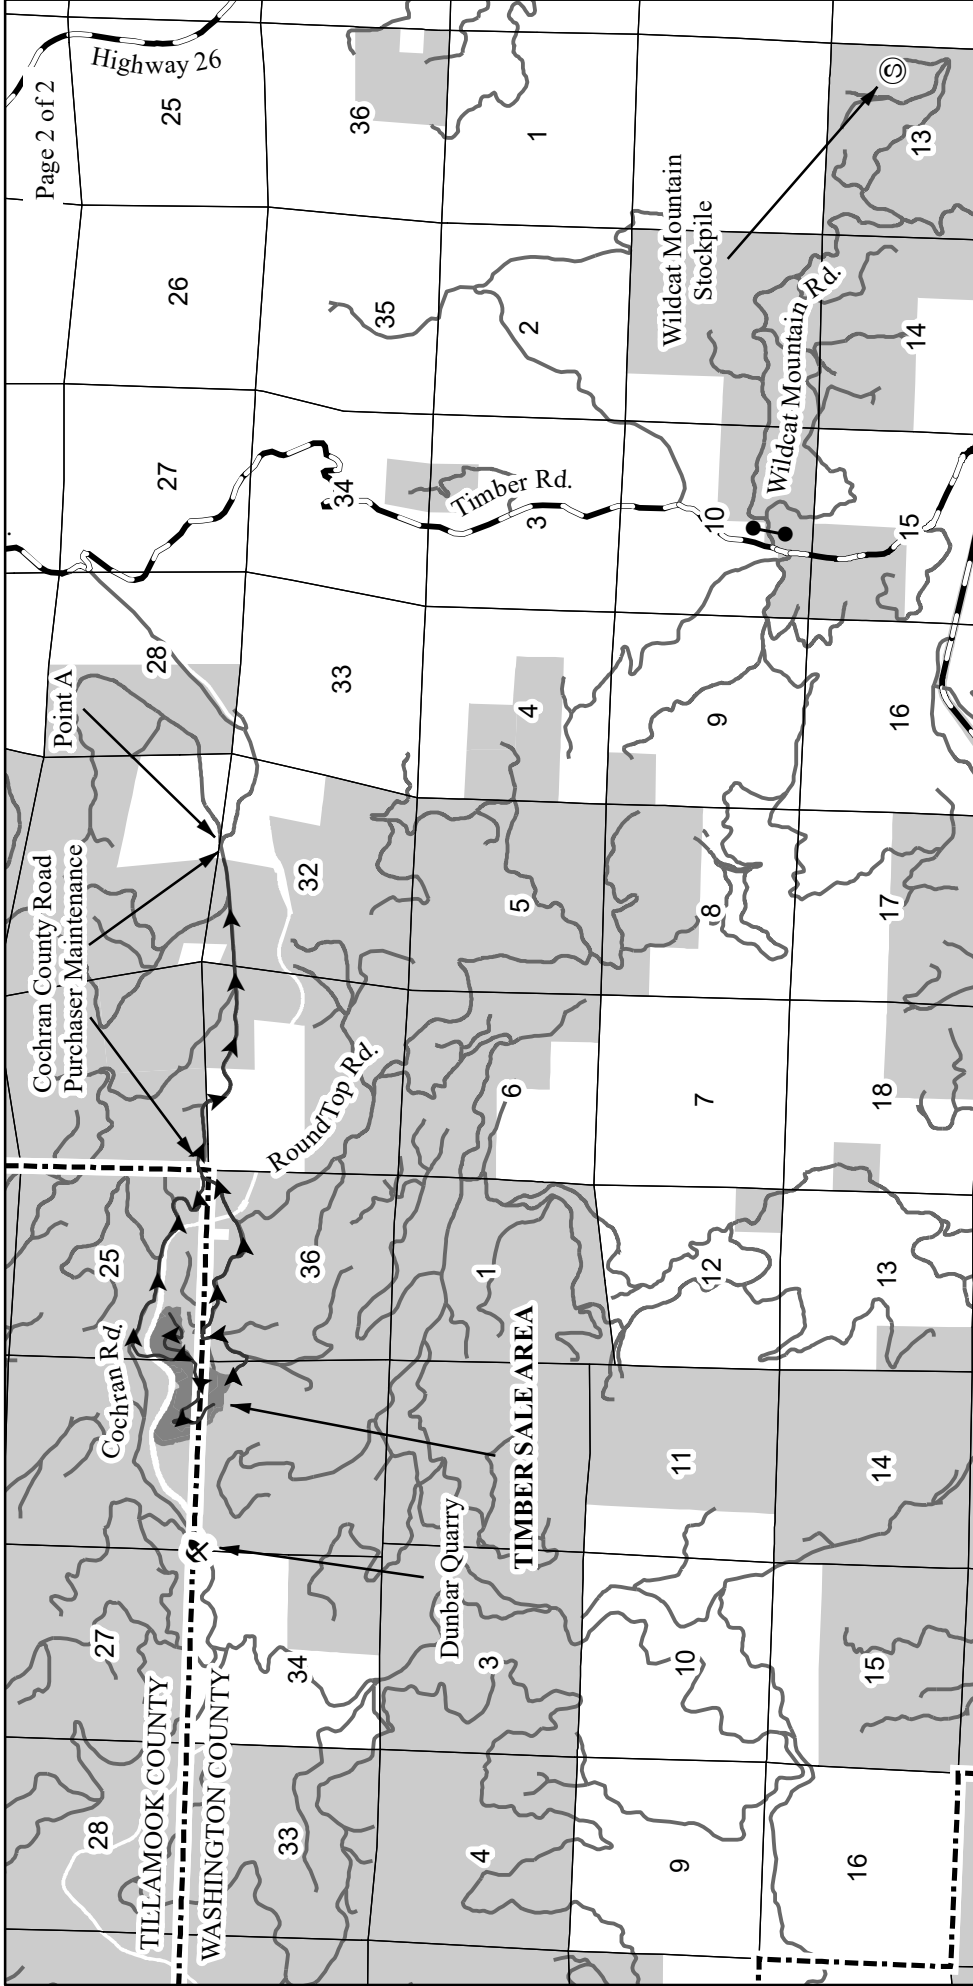 Page 2 of 2
Highway 26
Cochran County Road
Purchaser Maintenance
Point A
28
27
Cochran Rd.
25
28
27
26
25
TILLAMOOK COUNTY
WASHINGTON COUNTY
33
34
36
RoundTop Rd.
32
33
34
35
36
Dunbar Quarry
TIMBER SALE AREA
4
3
1
6
5
4
3
Timber Rd.
2
1
Wildcat Mountain
Stockpile
9
10
11
12
7
8
9
10
Wildcat Mountain Rd.
S
16
15
14
13
18
17
16
15
14
13